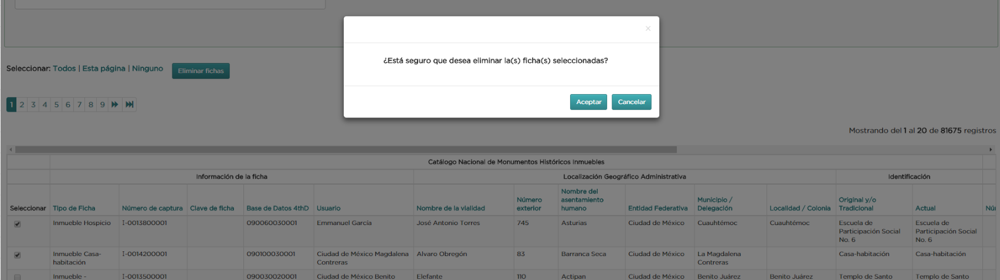 ×
¿Está seguro que desea eliminar la(s) ficha(s) seleccionadas?
Aceptar Cancelar
Seleccionar: Todos | Esta página | Ninguno Eliminar fichas
1 2 3 4 5 6 7 8 9
Mostrando del 1 al 20 de 81675 registros
Catálogo Nacional de Monumentos Históricos Inmuebles
Información de la ficha Localización Geográfico Administrativa Identificación
Seleccionar Tipo de Ficha Número de captura Clave de ficha Base de Datos 4thD Usuario Nombre de la vialidad
Número
exterior
Nombre del
asentamiento
humano
Entidad Federativa
Municipio /
Delegación
Localidad / Colonia
Original y/o
Tradicional
Actual
Inmueble Hospicio I-0013800001 090060030001 Emmanuel García José Antonio Torres 745 Asturias Ciudad de México Cuauhtémoc Cuauhtémoc
Escuela de
Participación Social
No. 6
Escuela de
Participación Social
No. 6
Inmueble Casa-
habitación
I-0014200001 090100030001
Ciudad de México Magdalena
Contreras
Alvaro Obregón 83 Barranca Seca Ciudad de México
La Magdalena
Contreras
Casa-habitación Casa-habitación
Inmueble - I-0013500001 090030020001 Ciudad de México Benito Elefante 110 Actipan Ciudad de México Benito Juárez Benito Juárez Templo de Santo Templo de Santo